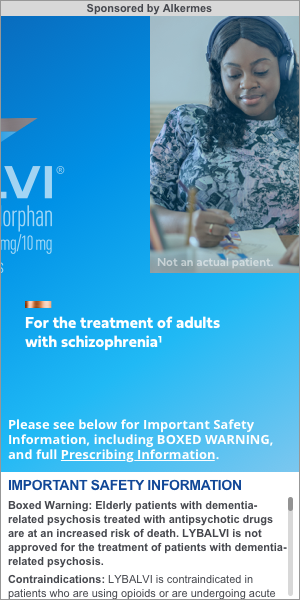 Sponsored by Alkermes
LVI®
orphan
mg/10 mg
Not an actual patient.
For the treatment of adults
with schizophrenia¹
Please see below for Important Safety
Information, including BOXED WARNING,
and full Prescribing Information.
IMPORTANT SAFETY INFORMATION
Boxed Warning: Elderly patients with dementia-
related psychosis treated with antipsychotic drugs
are at an increased risk of death. LYBALVI is not
approved for the treatment of patients with dementia-
related psychosis.
Contraindications: LYBALVI is contraindicated in
patients who are using opioids or are undergoing acute